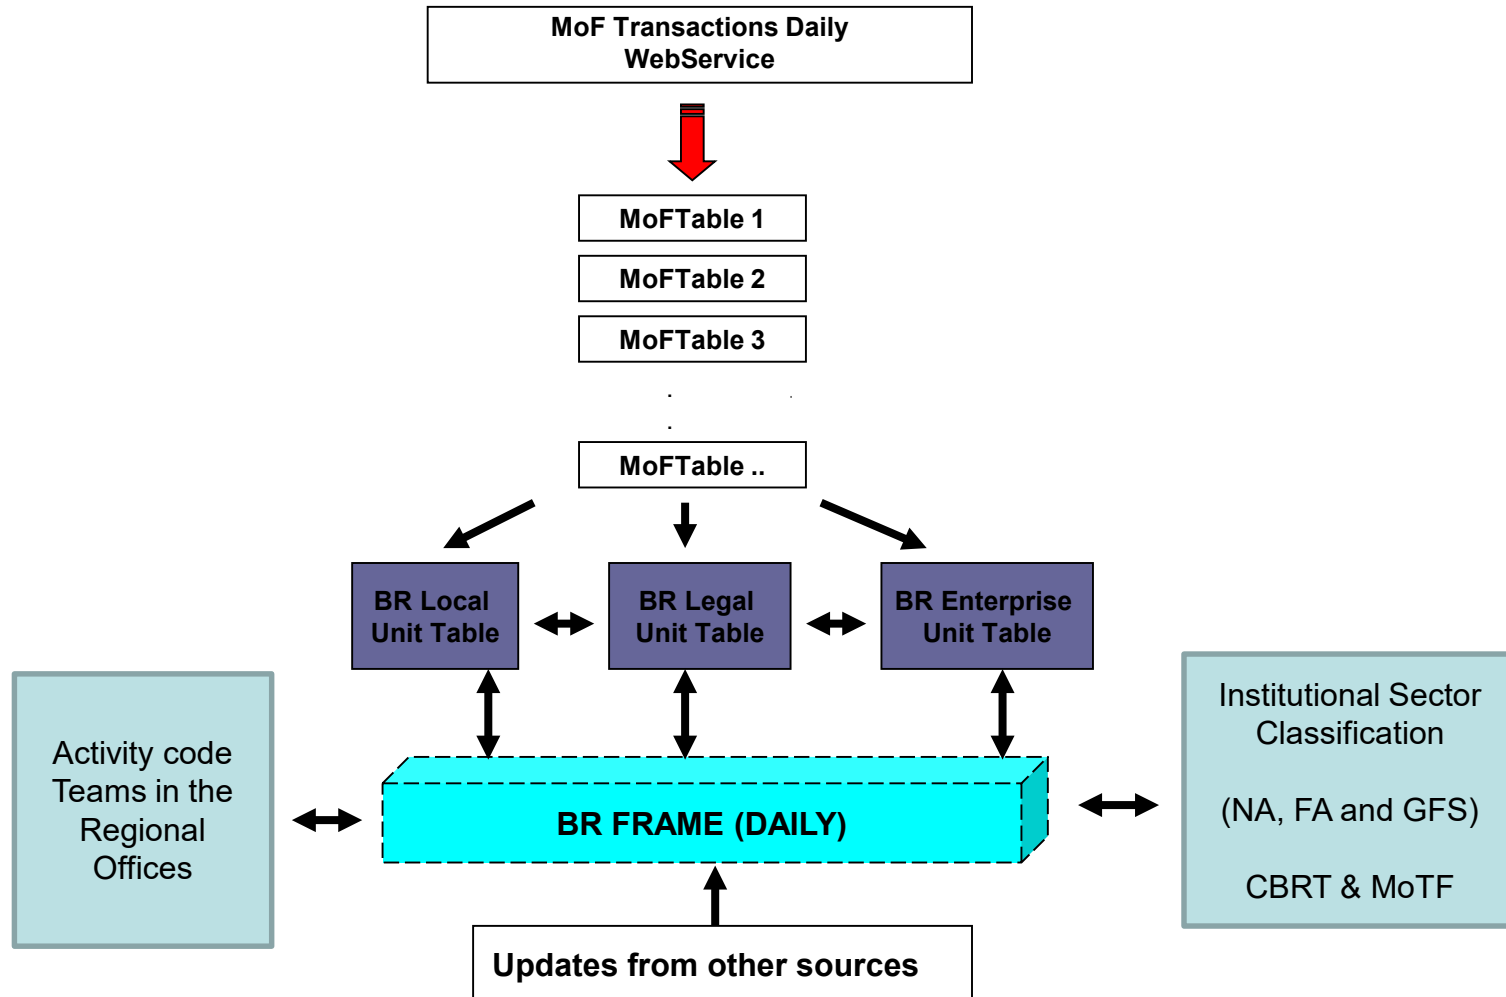 MoF Transactions Daily
WebService
MoFTable 1
MoFTable 2
MoFTable 3
.
.
.
MoFTable ..
BR Local
Unit Table
BR Legal
Unit Table
BR Enterprise
Unit Table
Activity code
Teams in the
Regional
Offices
BR FRAME (DAILY)
Institutional Sector
Classification
(NA, FA and GFS)
CBRT & MoTF
Updates from other sources